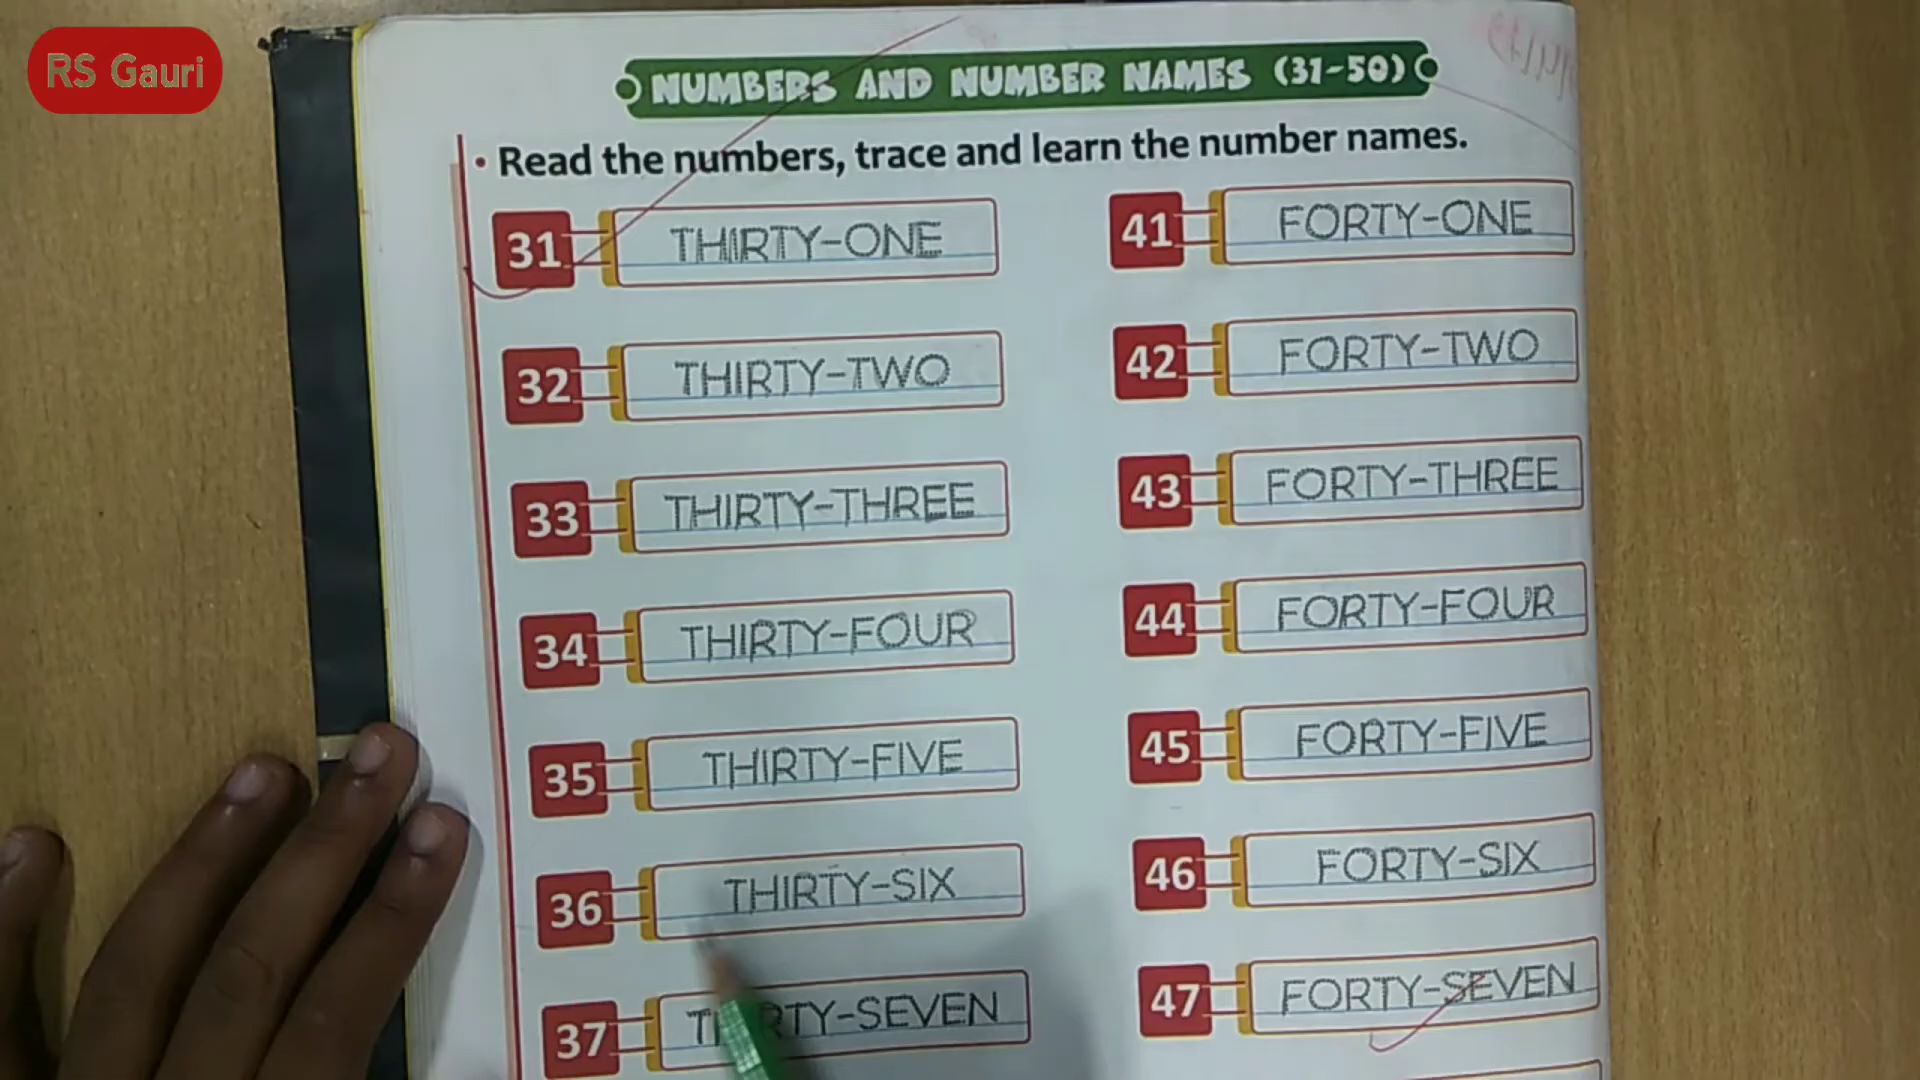 RS Gauri
NUMBERS AND NUMBER NAMES (31-50)
• Read the numbers, trace and learn the number names.
31 THIRTY-ONE
32 THIRTY-TWO
33 THIRTY-THREE
34 THIRTY-FOUR
35 THIRTY-FIVE
36 THIRTY-SIX
37 THIRTY-SEVEN
41 FORTY-ONE
42 FORTY-TWO
43 FORTY-THREE
44 FORTY-FOUR
45 FORTY-FIVE
46 FORTY-SIX
47 FORTY-SEVEN